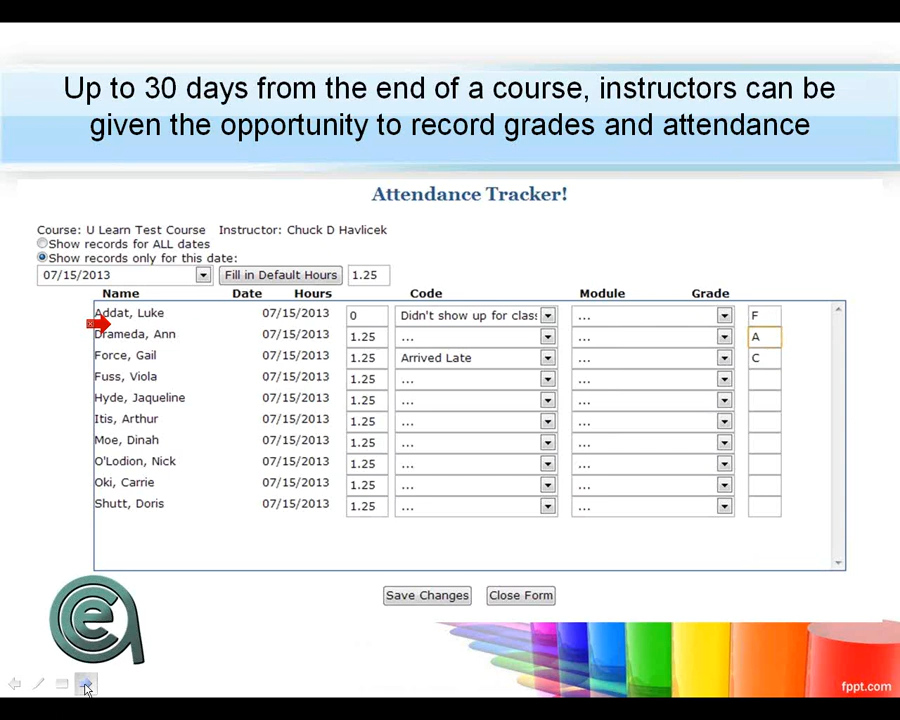 Up to 30 days from the end of a course, instructors can be
given the opportunity to record grades and attendance
Attendance Tracker!
Course: U Learn Test Course Instructor: Chuck D Havlicek
Show records for ALL dates
Show records only for this date:
07/15/2013 Fill in Default Hours 1.25
Name Date Hours Code Module Grade
Addat, Luke 07/15/2013 0 Didn't show up for class ... F
Drameda, Ann 07/15/2013 1.25 ... ... A
Force, Gail 07/15/2013 1.25 Arrived Late ... C
Fuss, Viola 07/15/2013 1.25 ... ...
Hyde, Jaqueline 07/15/2013 1.25 ... ...
Itis, Arthur 07/15/2013 1.25 ... ...
Moe, Dinah 07/15/2013 1.25 ... ...
O'Lodion, Nick 07/15/2013 1.25 ... ...
Oki, Carrie 07/15/2013 1.25 ... ...
Shutt, Doris 07/15/2013 1.25 ... ...
Save Changes Close Form
fppt.com